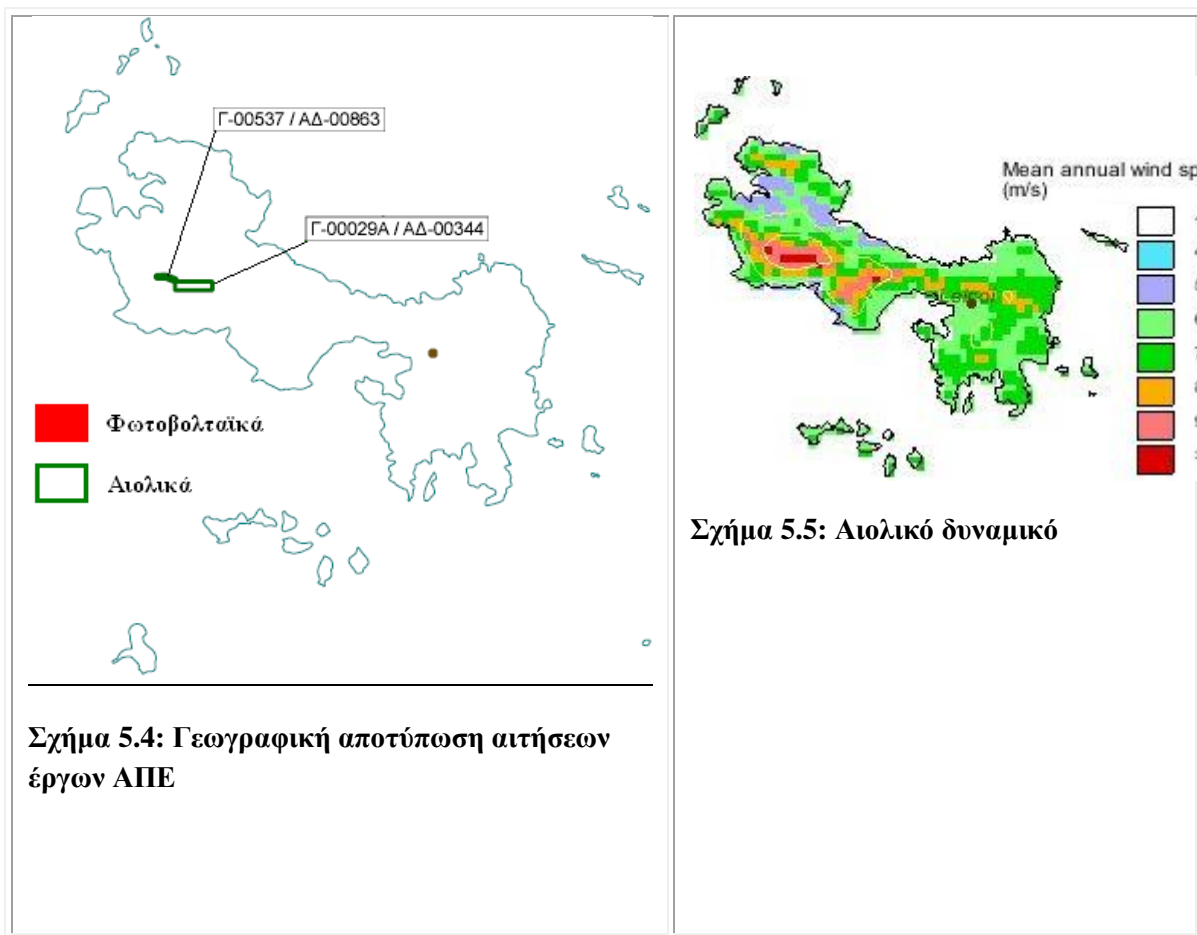 Γ-00537 / ΑΔ-00863
Γ-00029Α / ΑΔ-00344
Φωτοβολταϊκά
Αιολικά
Σχήμα 5.4: Γεωγραφική αποτύπωση αιτήσεων
έργων ΑΠΕ
Mean annual wind sp
(m/s)
Σχήμα 5.5: Αιολικό δυναμικό